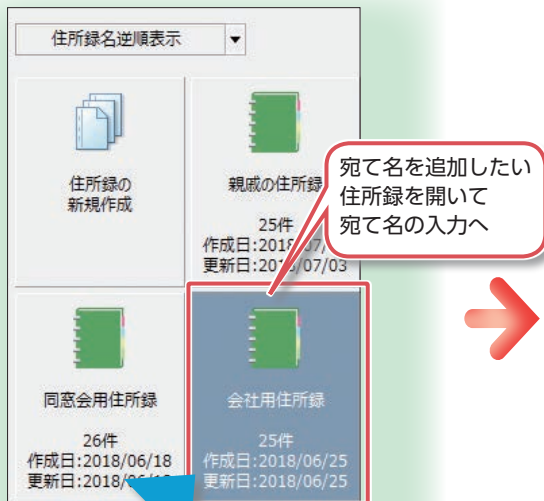 住所録名逆順表示
住所録の
新規作成
親戚の住所録
25件
作成日:2018/07/
更新日:201 /07/03
宛て名を追加したい
住所録を開いて
宛て名の入力へ
同窓会用住所録
26件
作成日:2018/06/18
更新日:2018/
会社用住所録
25件
作成日:2018/06/25
更新日:2018/06/25